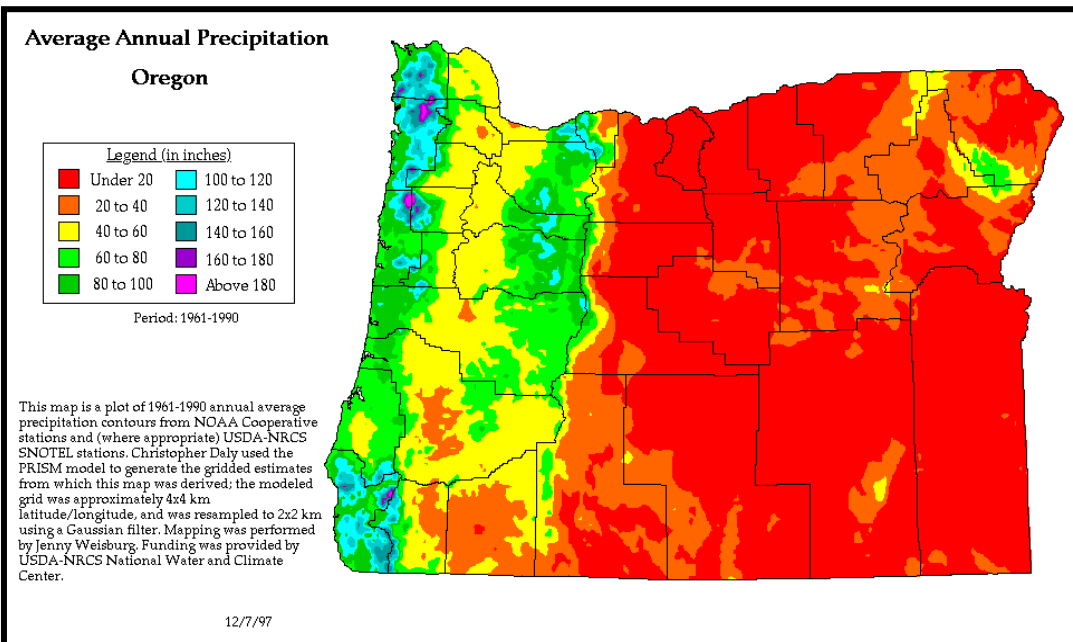 Average Annual Precipitation
Oregon
Legend (in inches)
Under 20
20 to 40
40 to 60
60 to 80
80 to 100
100 to 120
120 to 140
140 to 160
160 to 180
Above 180
Period: 1961-1990
This map is a plot of 1961-1990 annual average
precipitation contours from NOAA Cooperative
stations and (where appropriate) USDA-NRCS
SNOTEL stations. Christopher Daly used the
PRISM model to generate the gridded estimates
from which this map was derived; the modeled
grid was approximately 4x4 km
latitude/longitude, and was resampled to 2x2 km
using a Gaussian filter. Mapping was performed
by Jenny Weisburg. Funding was provided by
USDA-NRCS National Water and Climate
Center.
12/7/97